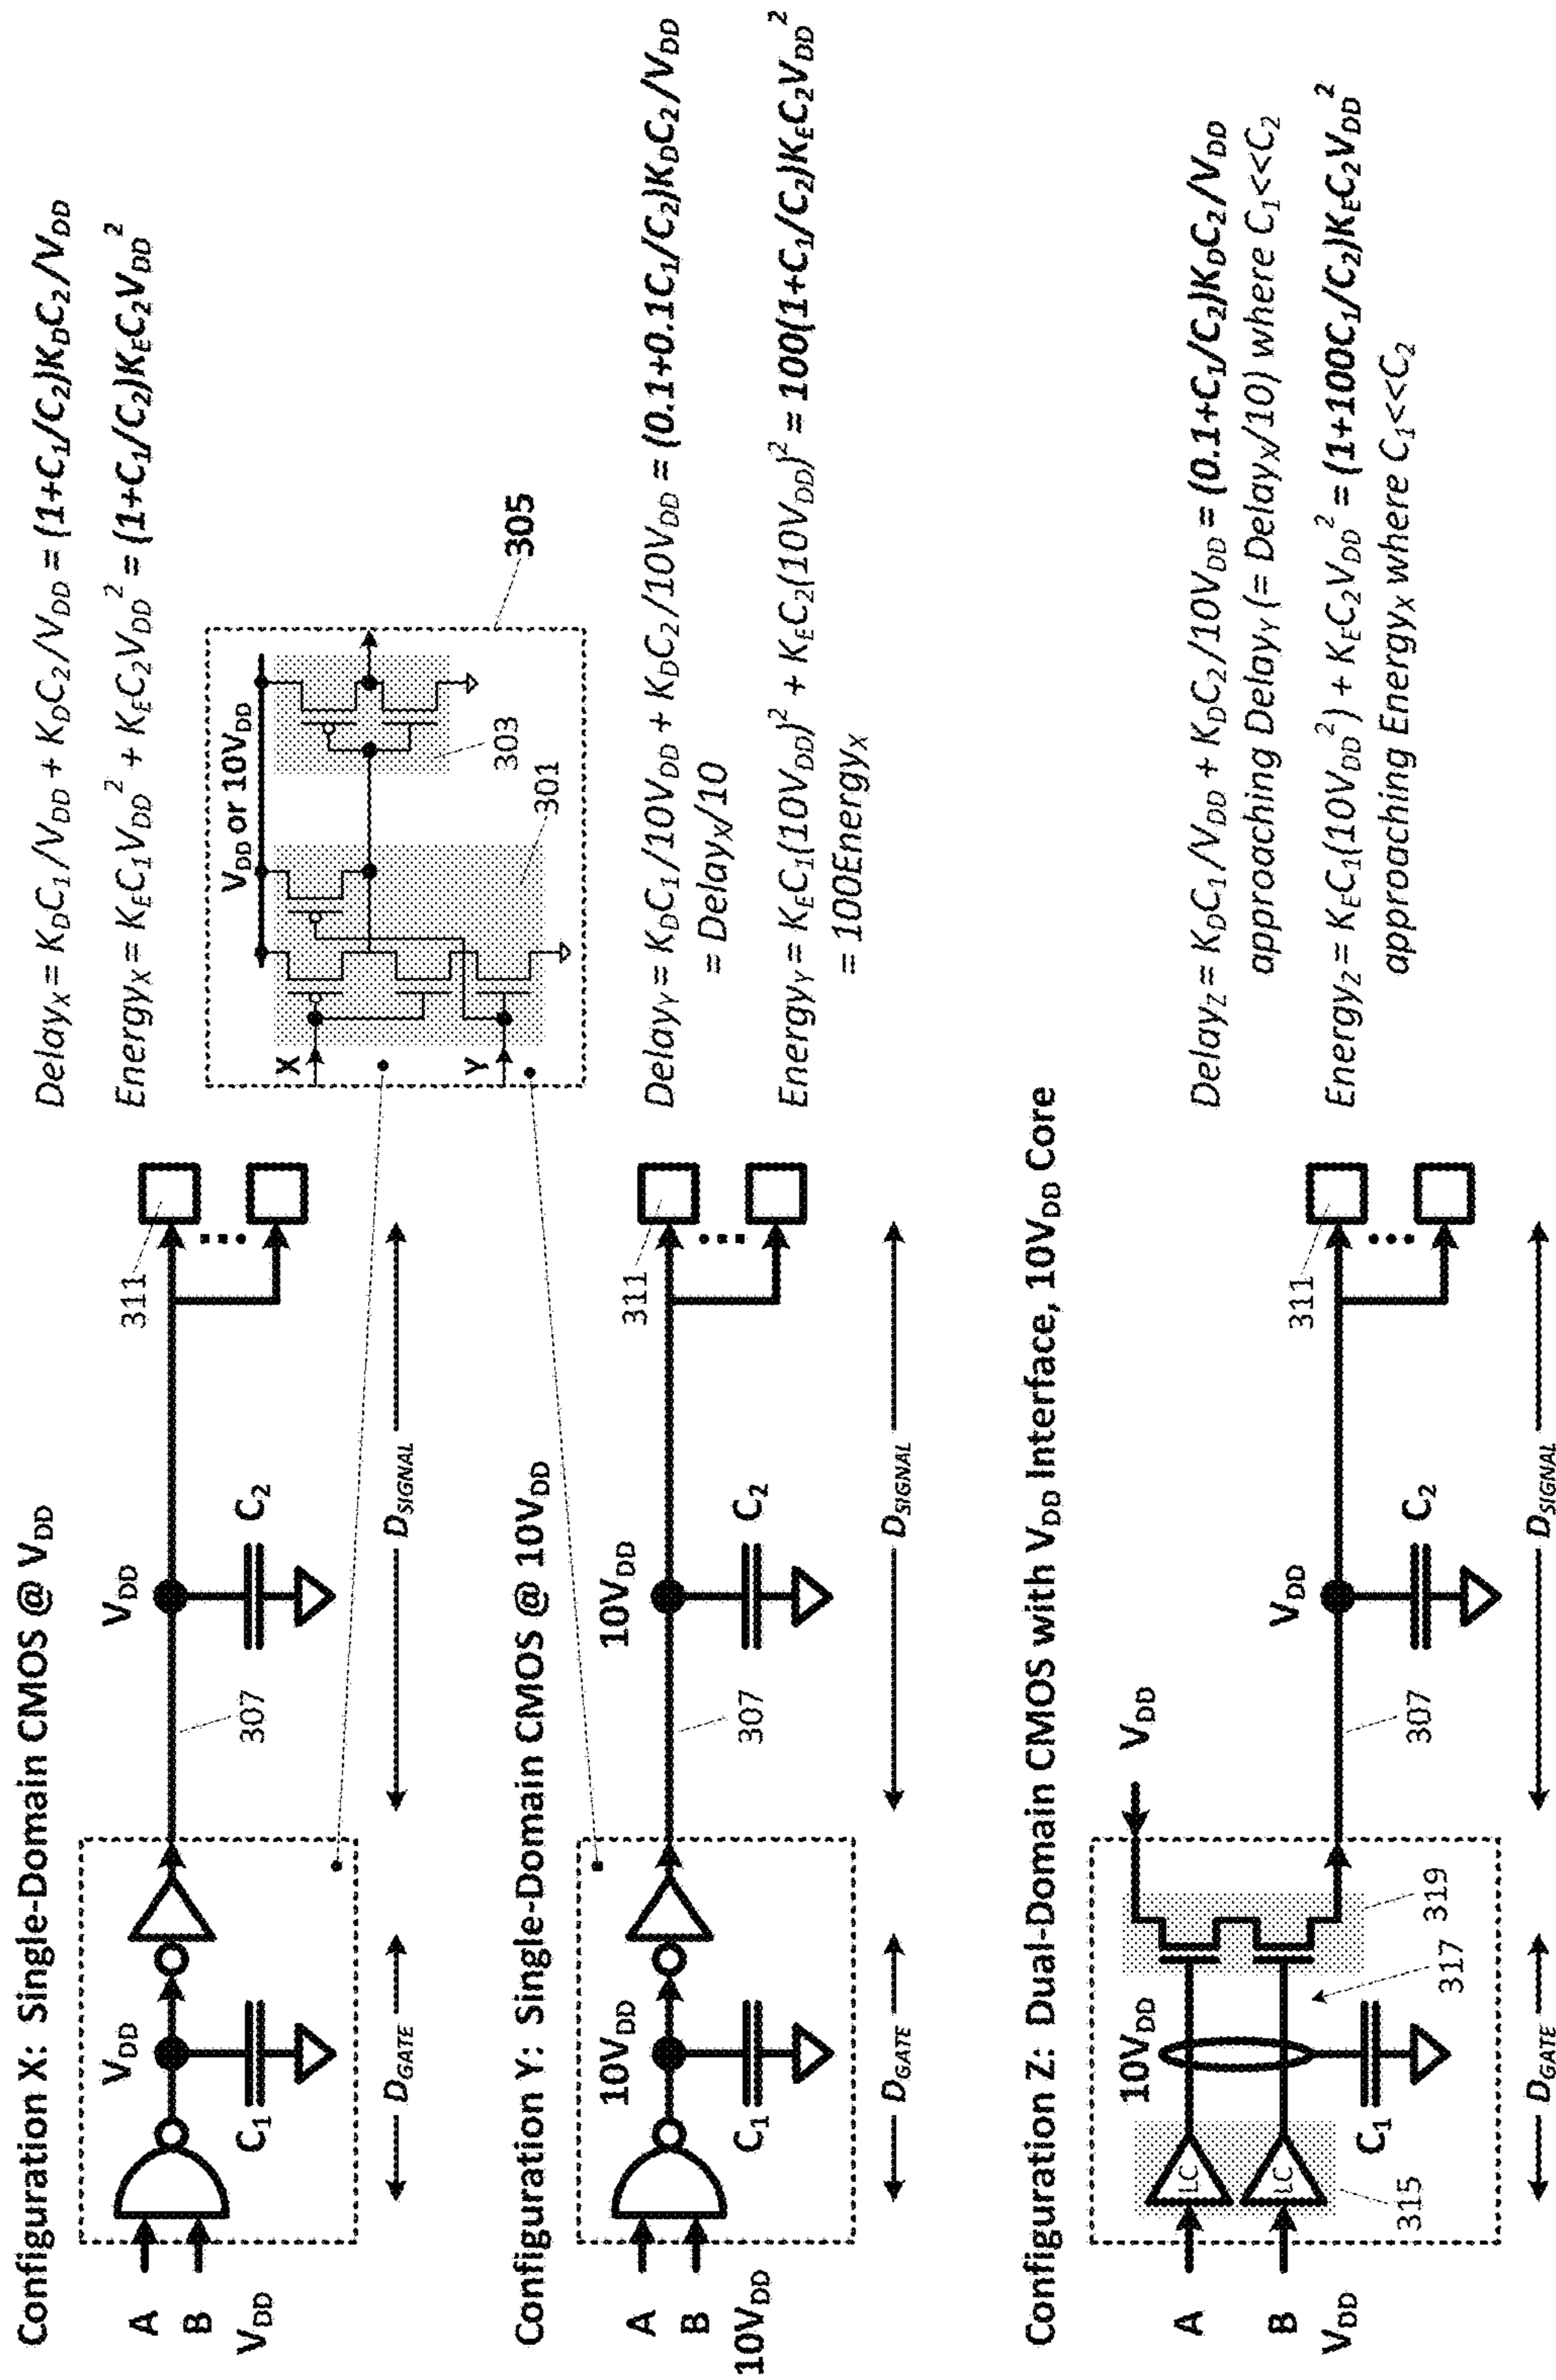 Configuration X: Single-Domain CMOS @ VDD
A
B
VDD
VDD
C1
DGATE
VDD
307
C2
DSIGNAL
311
DelayX = KDC1/VDD + KDC2/VDD = (1+C1/C2)KDC2/VDD
EnergyX = KEC1VDD² + KEC2VDD² = (1+C1/C2)KEC2VDD²
VDD or 10VDD
X
Y
301
303
305
Configuration Y: Single-Domain CMOS @ 10VDD
A
B
10VDD
10VDD
C1
DGATE
10VDD
307
C2
DSIGNAL
311
DelayY = KDC1/10VDD + KDC2/10VDD = (0.1+0.1C1/C2)KDC2/VDD
= DelayX/10
EnergyY = KEC1(10VDD)² + KEC2(10VDD)² = 100(1+C1/C2)KEC2VDD²
= 100EnergyX
Configuration Z: Dual-Domain CMOS with VDD Interface, 10VDD Core
A
B
VDD
LC
LC
315
10VDD
C1
317
319
DGATE
VDD
VDD
307
C2
DSIGNAL
311
DelayZ = KDC1/VDD + KDC2/10VDD = (0.1+C1/C2)KDC2/VDD
approaching DelayY (= DelayX/10) where C1<<C2
EnergyZ = KEC1(10VDD²) + KEC2VDD² = (1+100C1/C2)KEC2VDD²
approaching EnergyX where C1<<C2